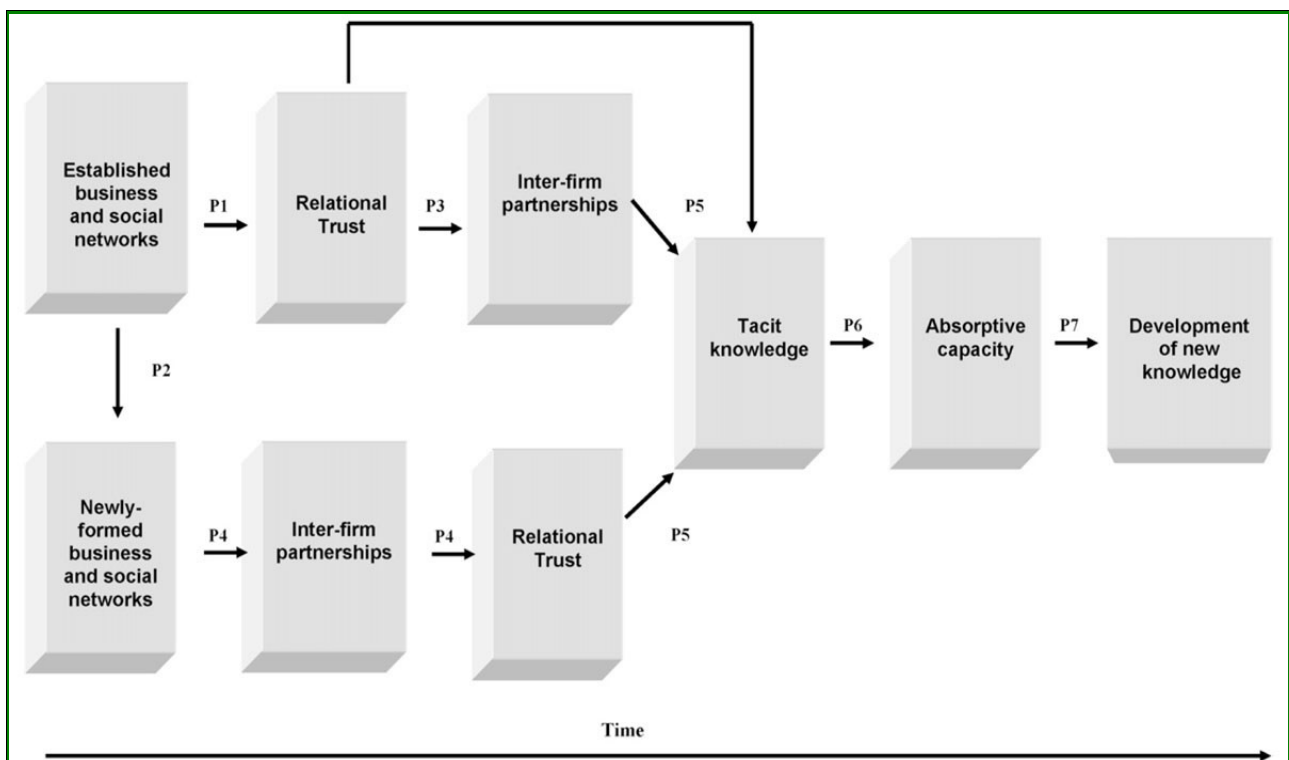 Established
business
and social
networks
P1
Relational
Trust
P3
Inter-firm
partnerships
P5
P2
Tacit
knowledge
P6
Absorptive
capacity
P7
Development
of new
knowledge
Newly-
formed
business
and social
networks
P4
Inter-firm
partnerships
P4
Relational
Trust
P5
Time